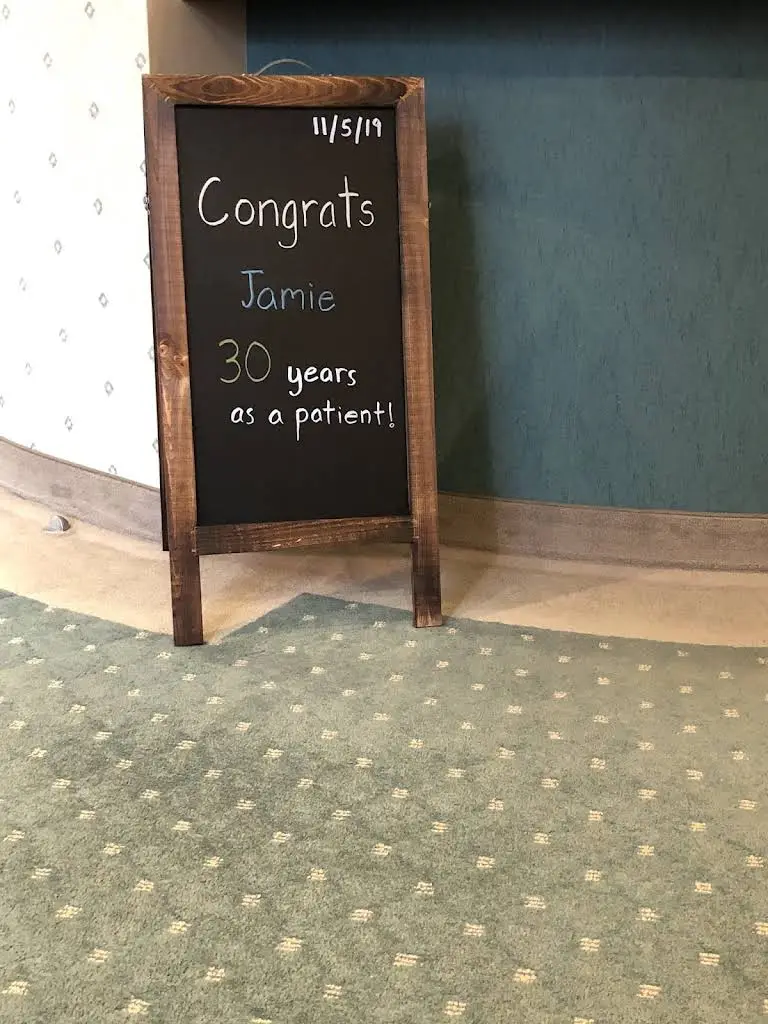 11/5/19
Congrats
Jamie
30 years
as a patient!